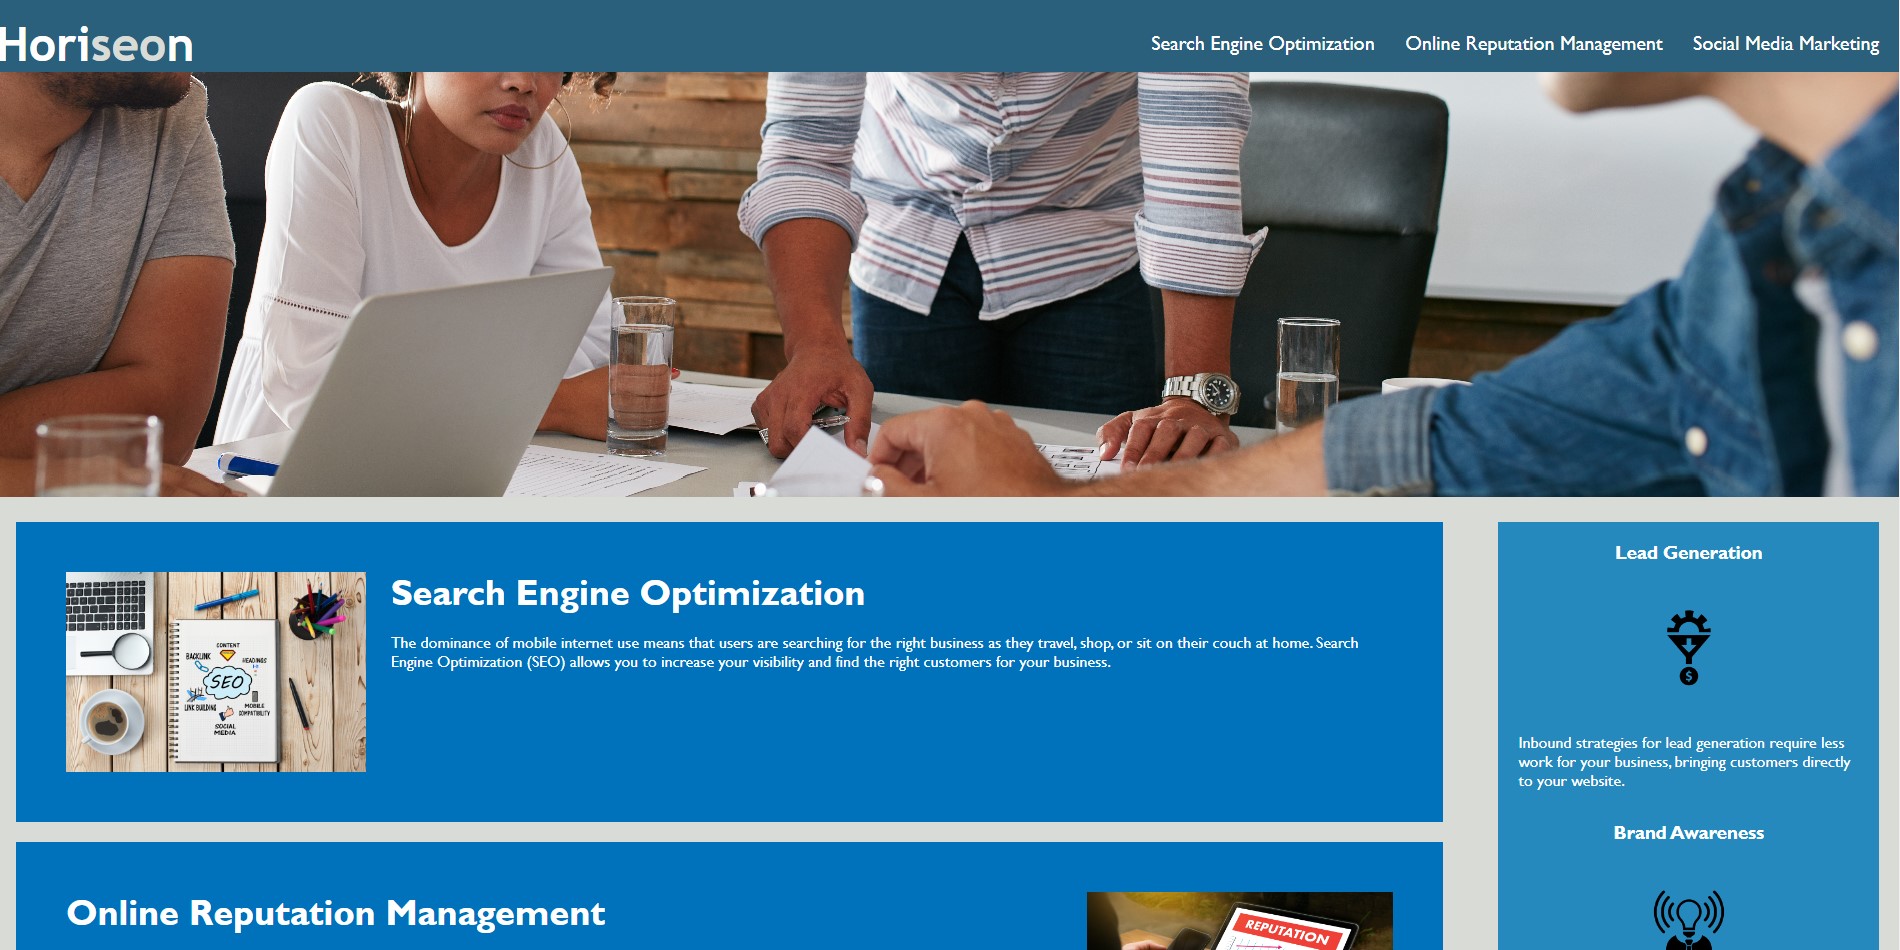 Horiseon
Search Engine Optimization Online Reputation Management Social Media Marketing
CONTENT
BACKLINK
HEADINGS
SEO
LINK BUILDING
MOBILE
COMPATIBILITY
SOCIAL
MEDIA
Search Engine Optimization
The dominance of mobile internet use means that users are searching for the right business as they travel, shop, or sit on their couch at home. Search
Engine Optimization (SEO) allows you to increase your visibility and find the right customers for your business.
Online Reputation Management
REPUTATION
Lead Generation
$
Inbound strategies for lead generation require less
work for your business, bringing customers directly
to your website.
Brand Awareness